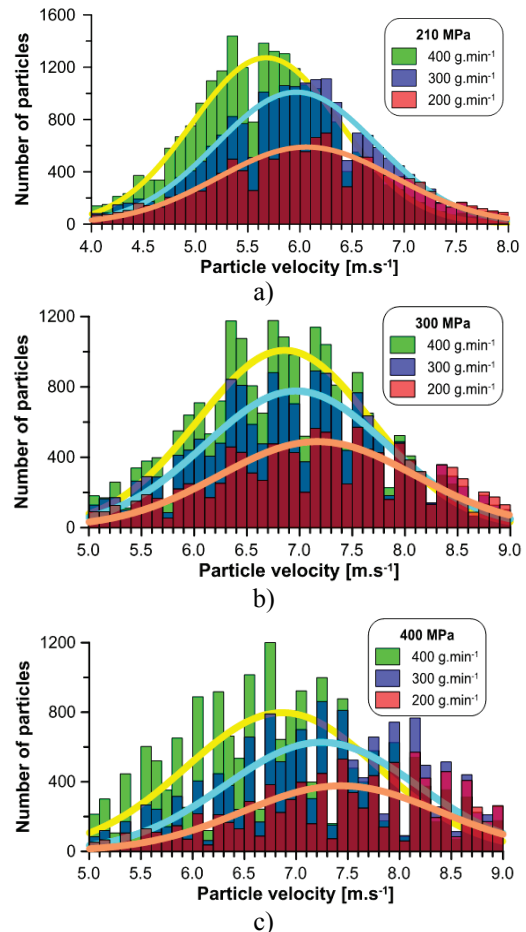 a)
210 MPa
400 g.min⁻¹
300 g.min⁻¹
200 g.min⁻¹
1600
1200
800
400
0
Number of particles
4.0 4.5 5.0 5.5 6.0 6.5 7.0 7.5 8.0
Particle velocity [m.s⁻¹]
a)
300 MPa
400 g.min⁻¹
300 g.min⁻¹
200 g.min⁻¹
1200
800
400
0
Number of particles
5.0 5.5 6.0 6.5 7.0 7.5 8.0 8.5 9.0
Particle velocity [m.s⁻¹]
b)
400 MPa
400 g.min⁻¹
300 g.min⁻¹
200 g.min⁻¹
1200
800
400
0
Number of particles
5.0 5.5 6.0 6.5 7.0 7.5 8.0 8.5 9.0
Particle velocity [m.s⁻¹]
c)